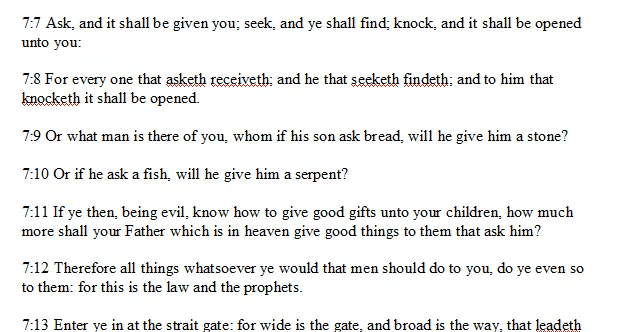 7:7 Ask, and it shall be given you; seek, and ye shall find; knock, and it shall be opened
unto you:
7:8 For every one that asketh receiveth; and he that seeketh findeth; and to him that
knocketh it shall be opened.
7:9 Or what man is there of you, whom if his son ask bread, will he give him a stone?
7:10 Or if he ask a fish, will he give him a serpent?
7:11 If ye then, being evil, know how to give good gifts unto your children, how much
more shall your Father which is in heaven give good things to them that ask him?
7:12 Therefore all things whatsoever ye would that men should do to you, do ye even so
to them: for this is the law and the prophets.
7:13 Enter ye in at the strait gate: for wide is the gate, and broad is the way, that leadeth